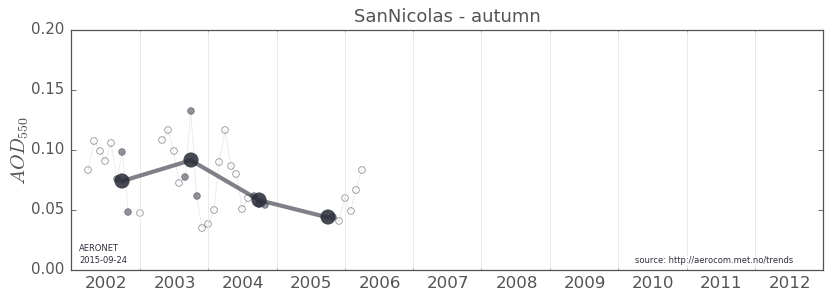 SanNicolas - autumn
0.20
0.15
0.10
0.05
0.00
AOD550
AERONET
2015-09-24
source: http://aerocom.met.no/trends
2002 2003 2004 2005 2006 2007 2008 2009 2010 2011 2012